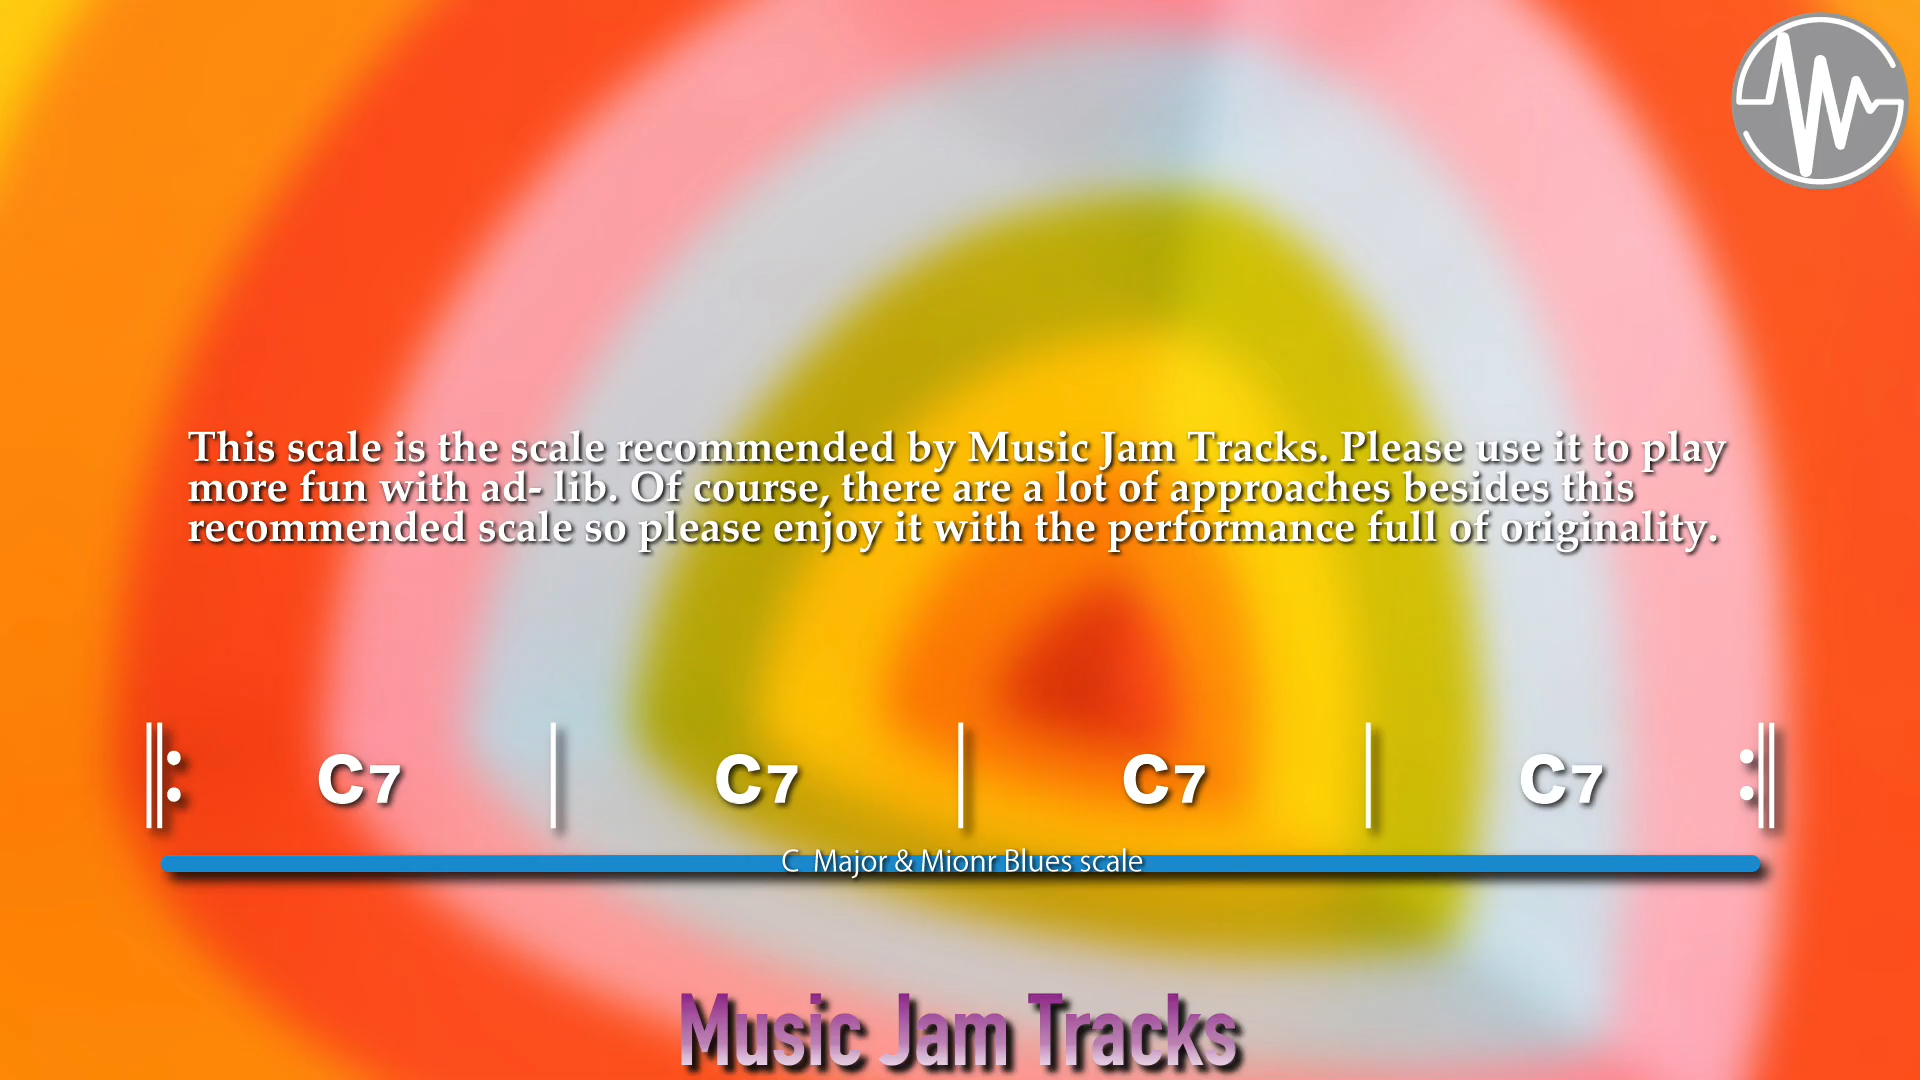 This scale is the scale recommended by Music Jam Tracks. Please use it to play
more fun with ad- lib. Of course, there are a lot of approaches besides this
recommended scale so please enjoy it with the performance full of originality.
C7 C7 C7 C7
C Major & Mionr Blues scale
Music Jam Tracks